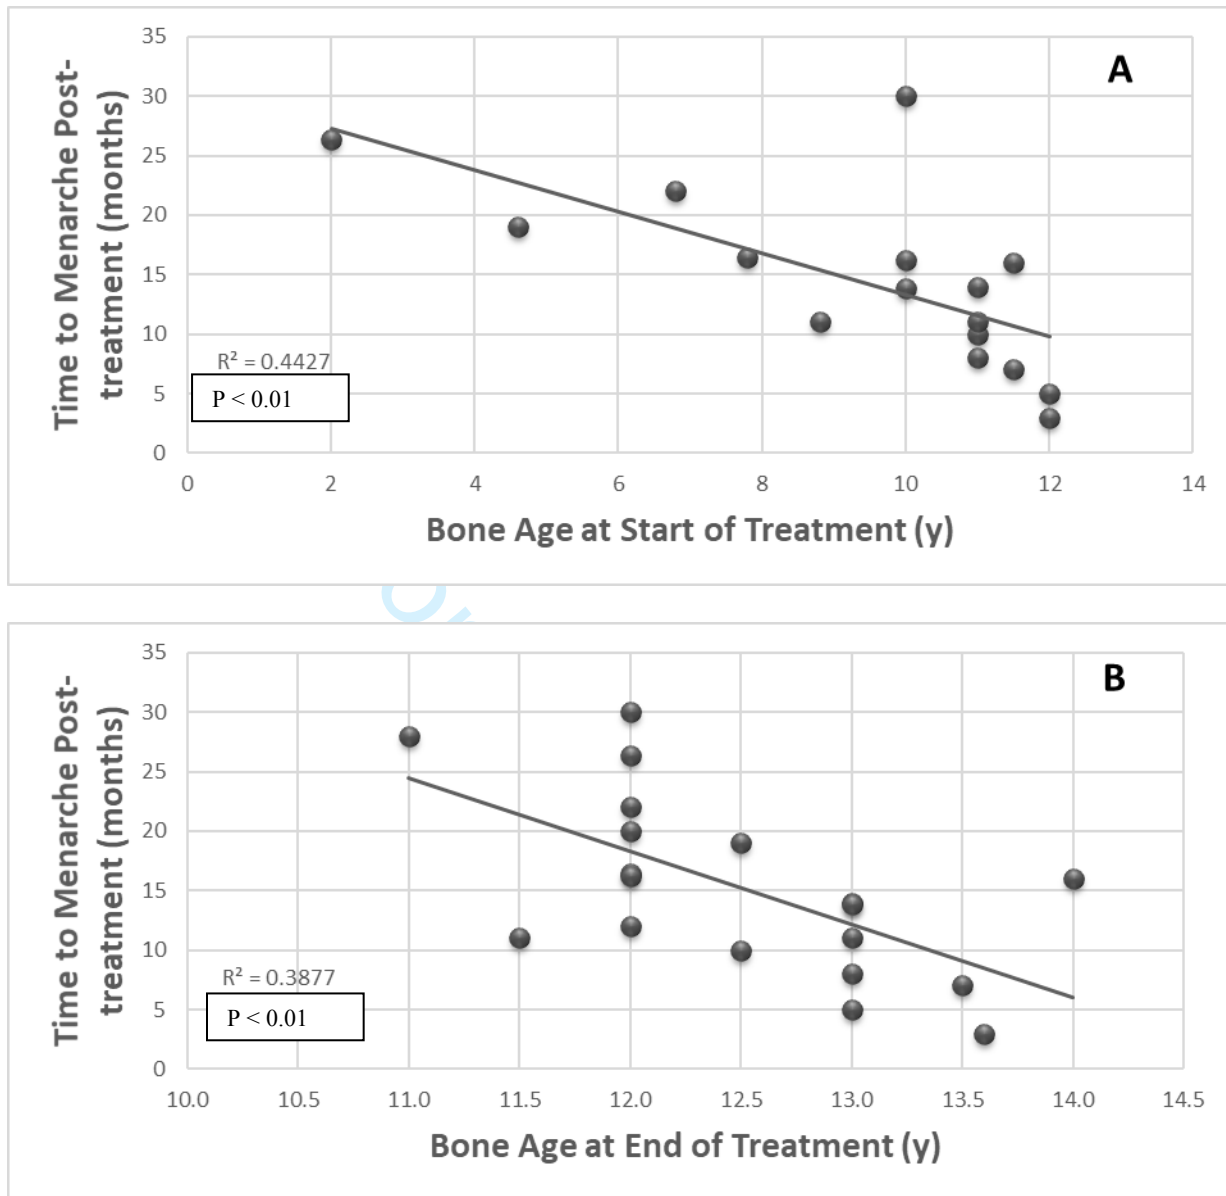 A
Time to Menarche Post-
treatment (months)
35
30
25
20
15
10
5
0
R² = 0.4427
P < 0.01
0 2 4 6 8 10 12 14
Bone Age at Start of Treatment (y)
B
Time to Menarche Post-
treatment (months)
35
30
25
20
15
10
5
0
R² = 0.3877
P < 0.01
10.0 10.5 11.0 11.5 12.0 12.5 13.0 13.5 14.0 14.5
Bone Age at End of Treatment (y)